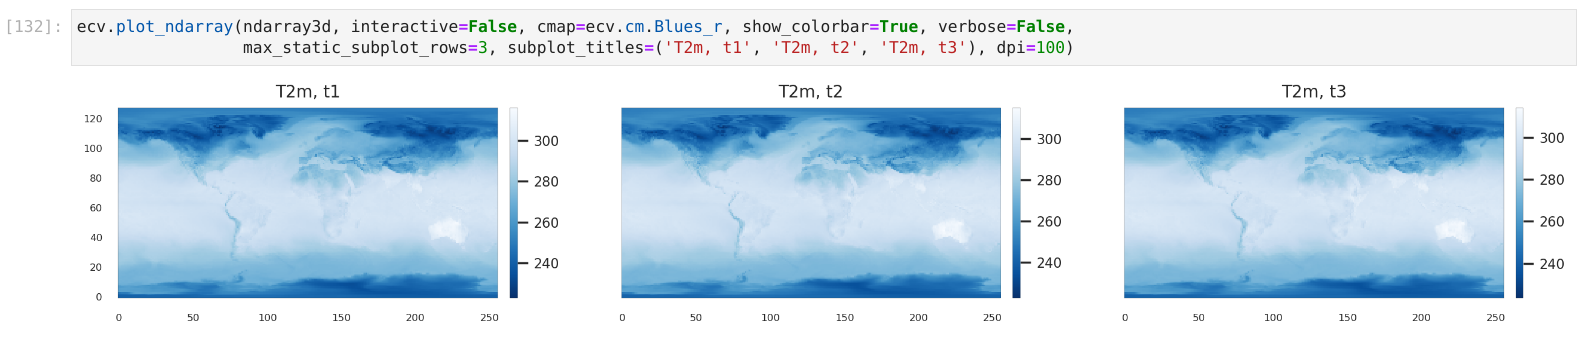 [132]: ecv.plot_ndarray(ndarray3d, interactive=False, cmap=ecv.cm.Blues_r, show_colorbar=True, verbose=False,
max_static_subplot_rows=3, subplot_titles=('T2m, t1', 'T2m, t2', 'T2m, t3'), dpi=100)
T2m, t1
120
100
80
60
40
20
0
0 50 100 150 200 250
300
280
260
240
T2m, t2
0 50 100 150 200 250
300
280
260
240
T2m, t3
0 50 100 150 200 250
300
280
260
240